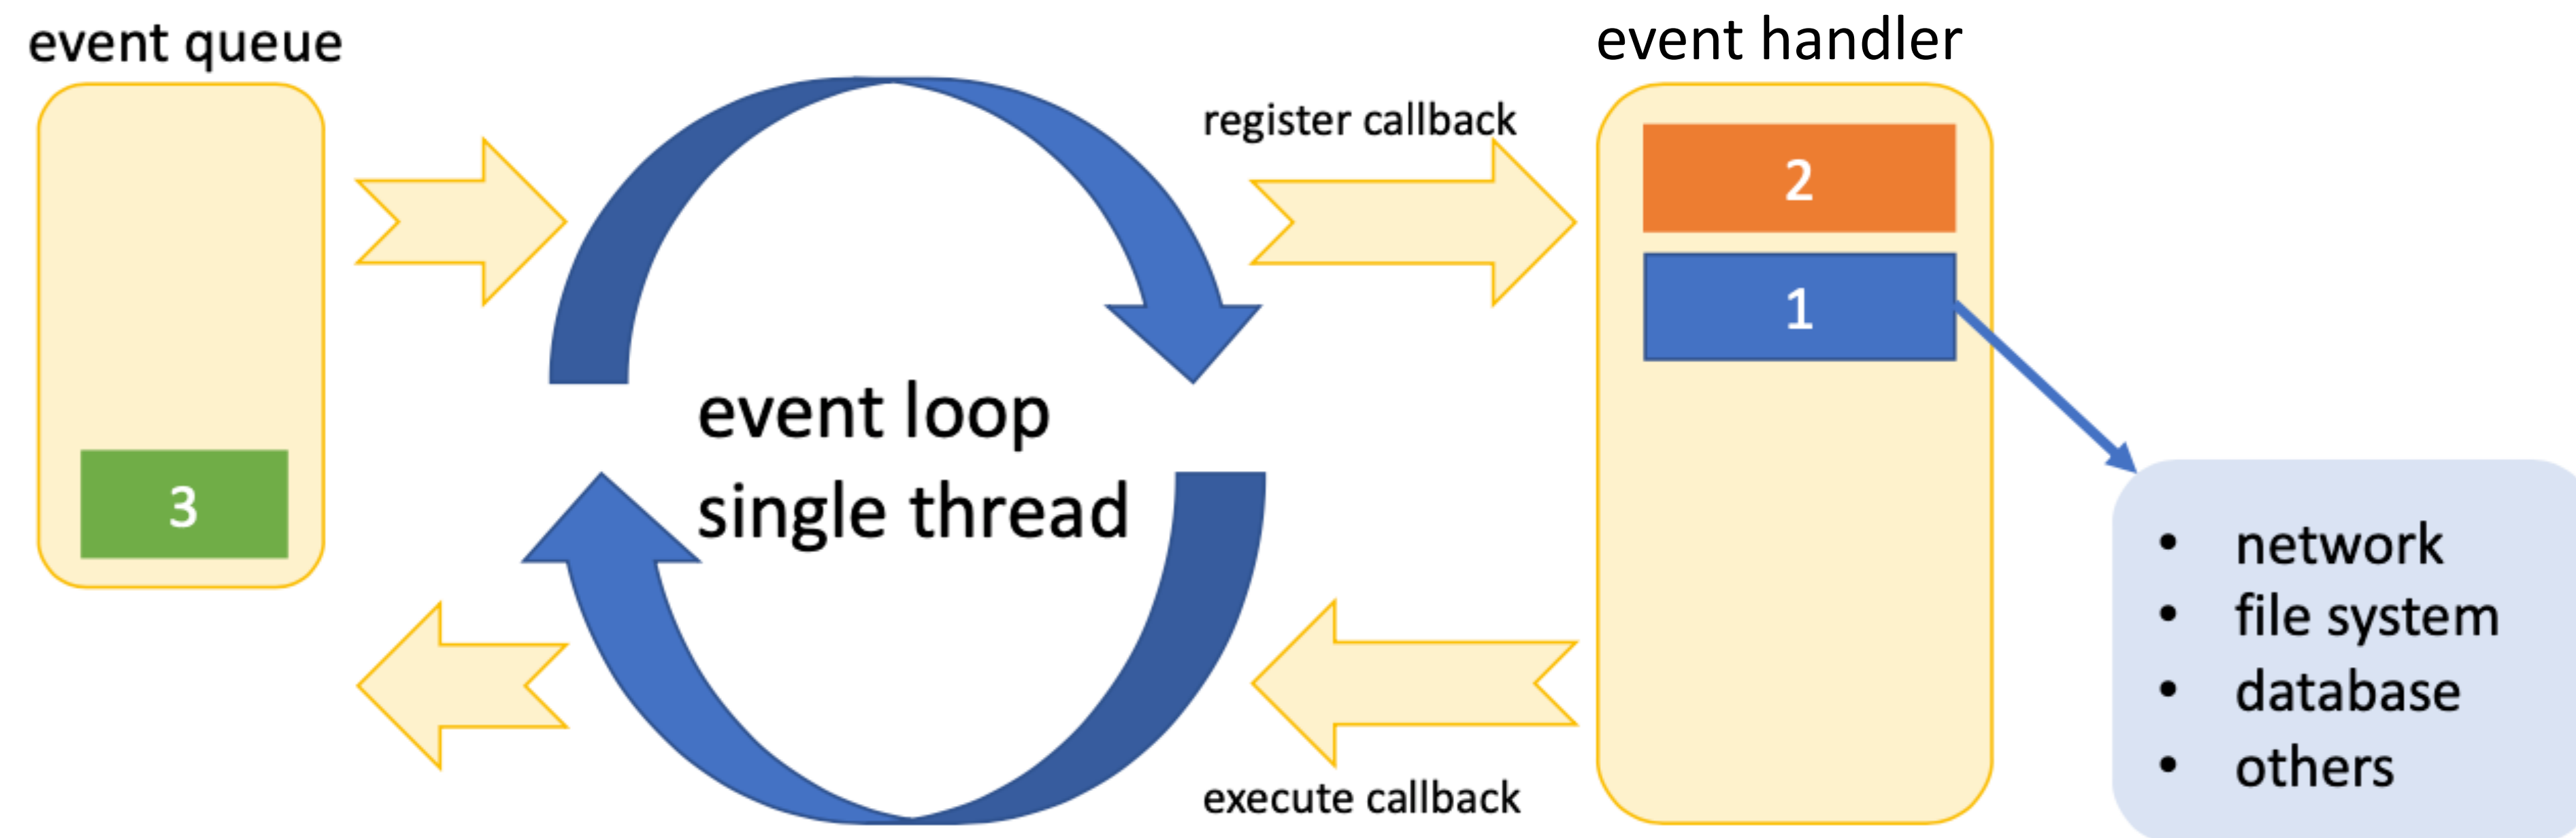 event queue
event handler
register callback
2
1
event loop
single thread
3
• network
• file system
• database
• others
execute callback